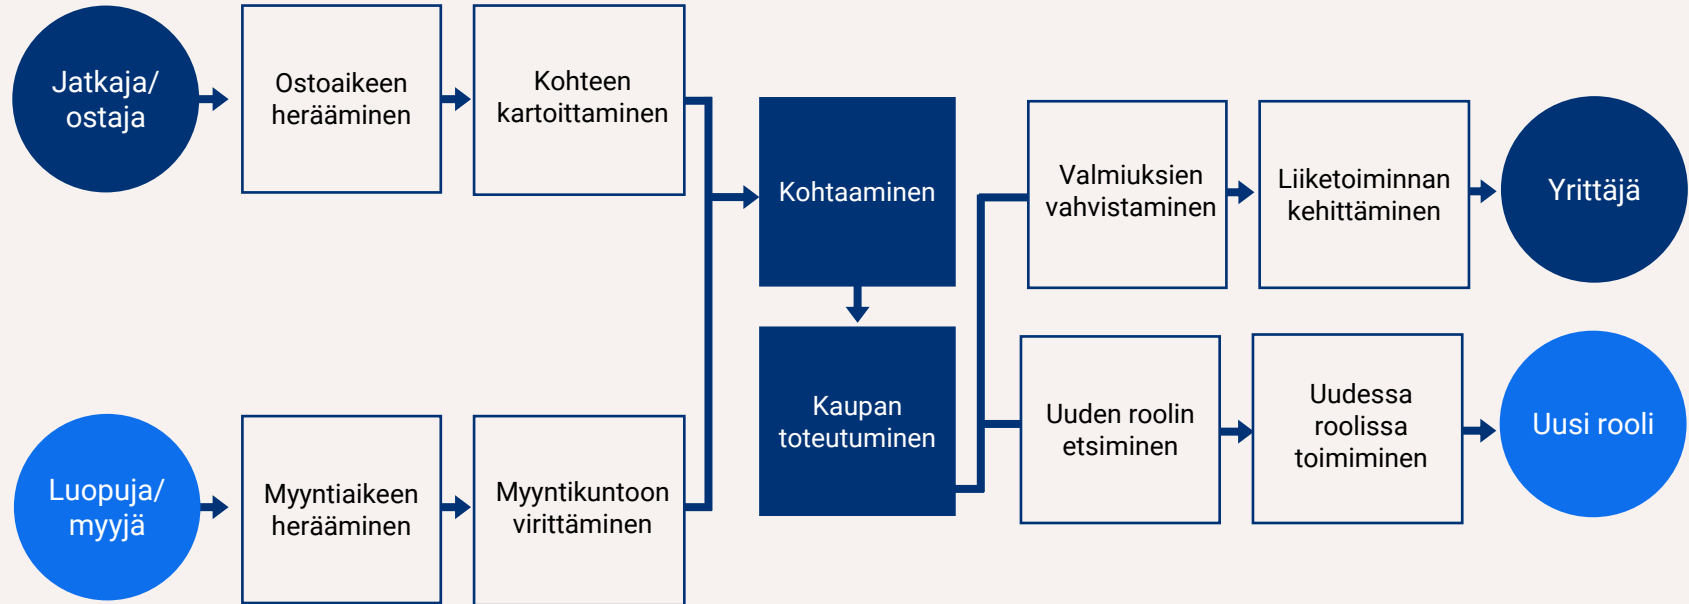 Jatkaja/
ostaja
Ostoaikeen
herääminen
Kohteen
kartoittaminen
Kohtaaminen
Valmiuksien
vahvistaminen
Liiketoiminnan
kehittäminen
Yrittäjä
Luopuja/
myyjä
Myyntiaikeen
herääminen
Myyntikuntoon
virittäminen
Kaupan
toteutuminen
Uuden roolin
etsiminen
Uudessa
roolissa
toimiminen
Uusi rooli